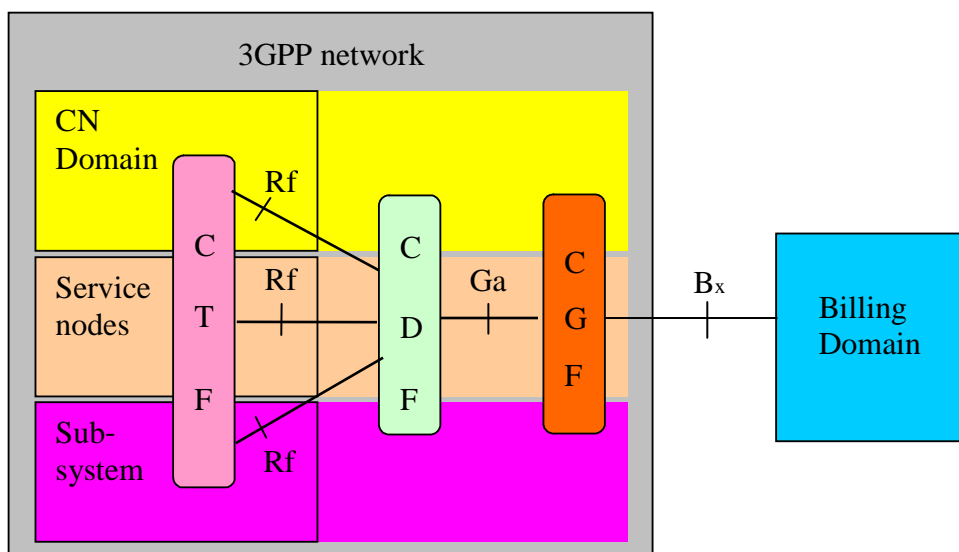 3GPP network
CN
Domain
Rf
C
T
F
Service
nodes
Rf
Sub-
system
Rf
C
D
F
Ga
C
G
F
Bx
Billing
Domain